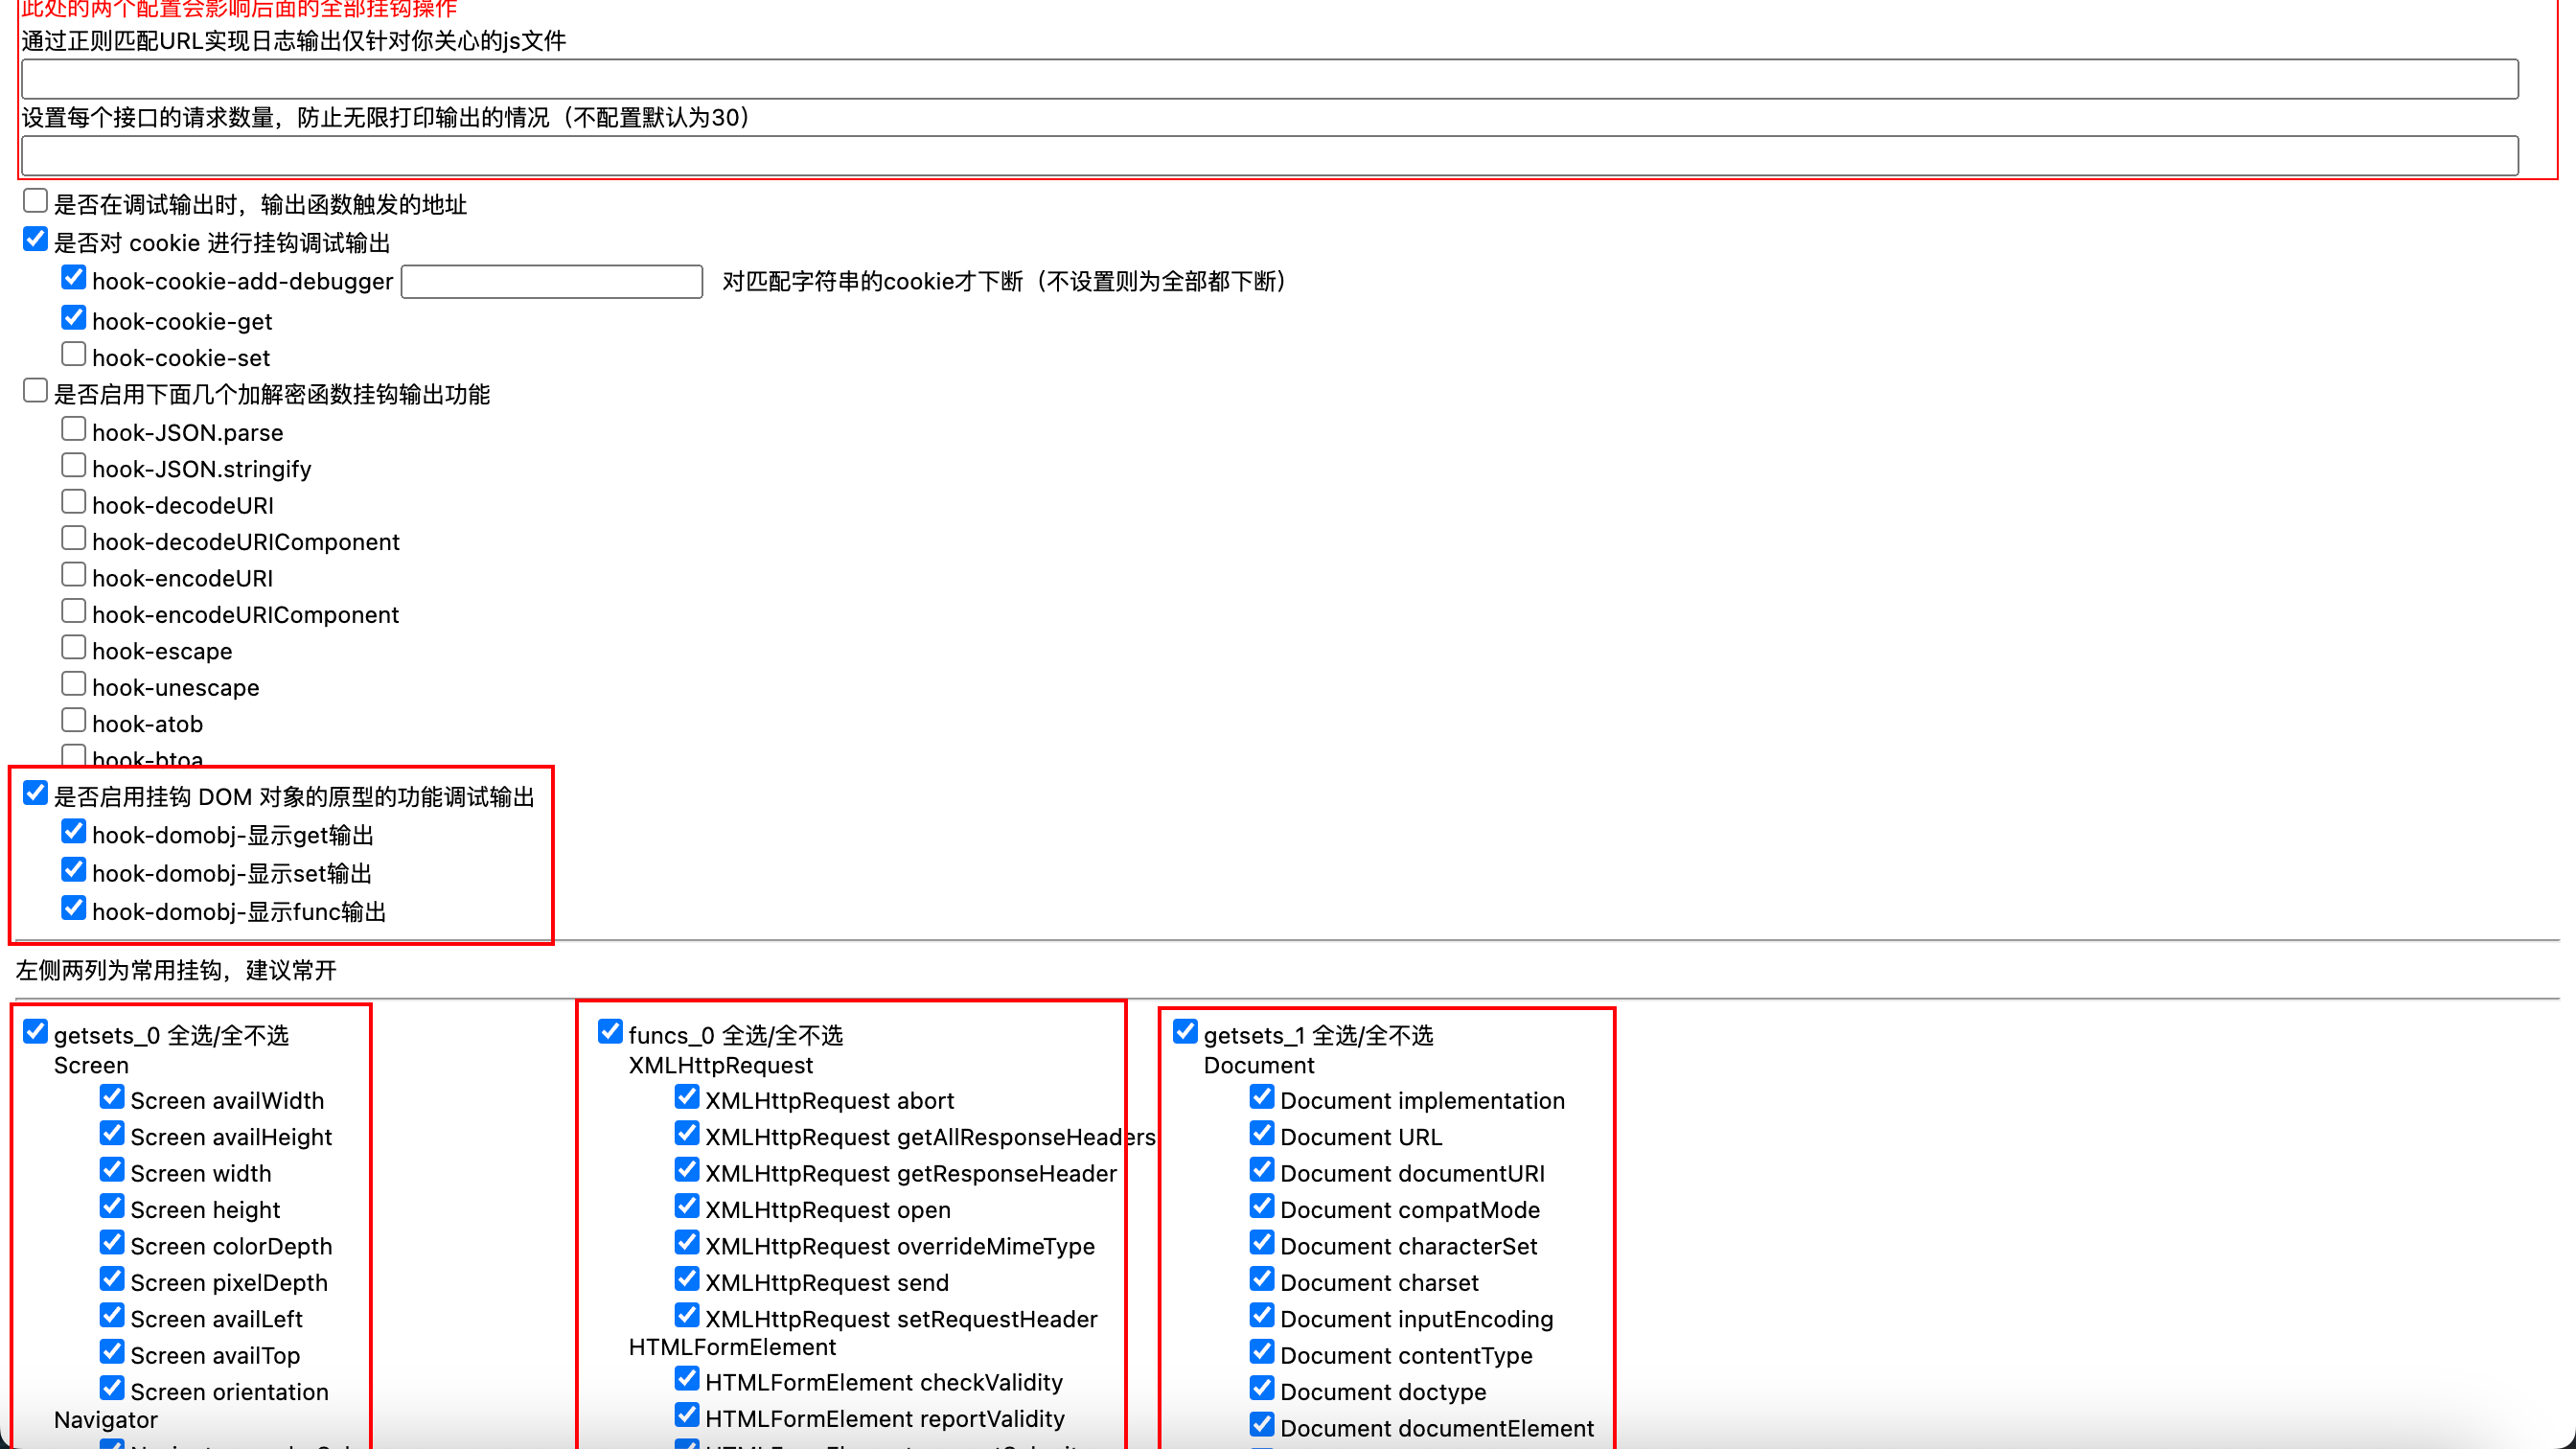 此处的两个配置会影响后面的全部挂钩操作
通过正则匹配URL实现日志输出仅针对你关心的js文件
设置每个接口的请求数量，防止无限打印输出的情况（不配置默认为30）
是否在调试输出时，输出函数触发的地址
是否对 cookie 进行挂钩调试输出
hook-cookie-add-debugger 对匹配字符串的cookie才下断（不设置则为全部都下断）
hook-cookie-get
hook-cookie-set
是否启用下面几个加解密函数挂钩输出功能
hook-JSON.parse
hook-JSON.stringify
hook-decodeURI
hook-decodeURIComponent
hook-encodeURI
hook-encodeURIComponent
hook-escape
hook-unescape
hook-atob
hook-btoa
是否启用挂钩 DOM 对象的原型的功能调试输出
hook-domobj-显示get输出
hook-domobj-显示set输出
hook-domobj-显示func输出
左侧两列为常用挂钩，建议常开
getsets_0 全选/全不选
Screen
Screen availWidth
Screen availHeight
Screen width
Screen height
Screen colorDepth
Screen pixelDepth
Screen availLeft
Screen availTop
Screen orientation
Navigator
funcs_0 全选/全不选
XMLHttpRequest
XMLHttpRequest abort
XMLHttpRequest getAllResponseHeaders
XMLHttpRequest getResponseHeader
XMLHttpRequest open
XMLHttpRequest overrideMimeType
XMLHttpRequest send
XMLHttpRequest setRequestHeader
HTMLFormElement
HTMLFormElement checkValidity
HTMLFormElement reportValidity
getsets_1 全选/全不选
Document
Document implementation
Document URL
Document documentURI
Document compatMode
Document characterSet
Document charset
Document inputEncoding
Document contentType
Document doctype
Document documentElement